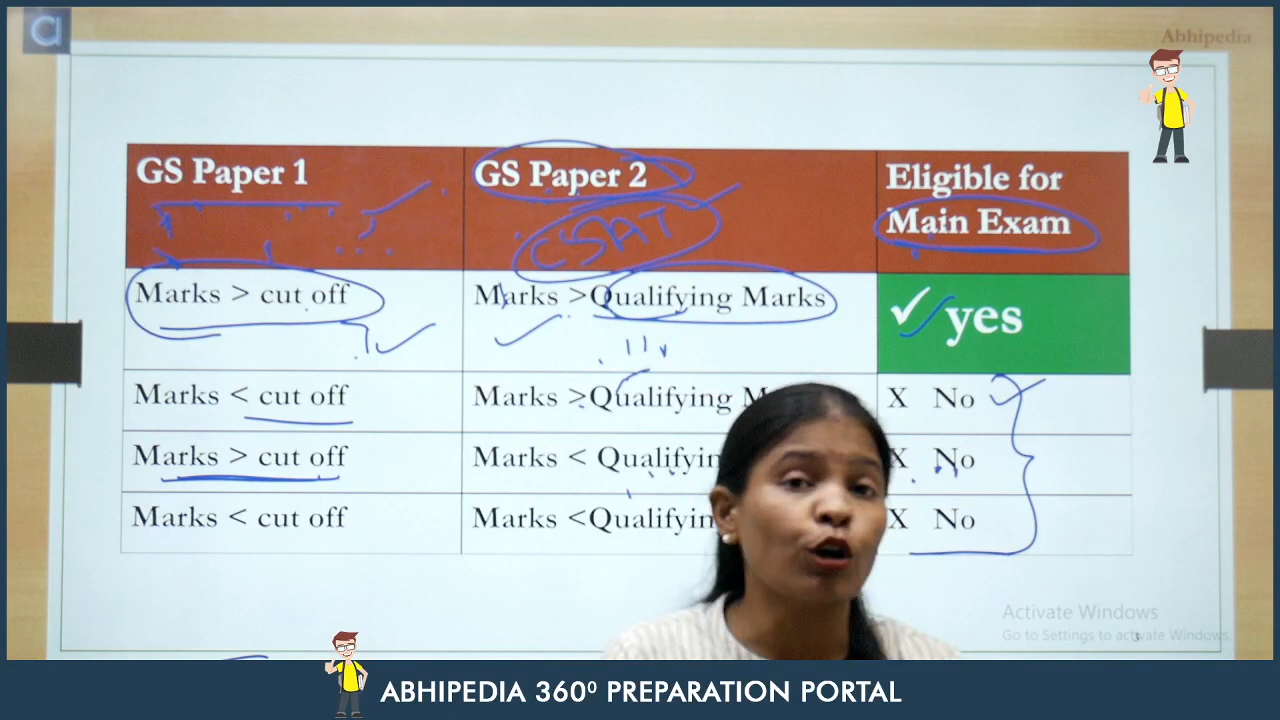 Abhipedia
GS Paper 1
GS Paper 2
Eligible for
Main Exam
CSAT
Marks > cut off
Marks >Qualifying Marks
✓ yes
Marks < cut off
Marks >Qualifying M
X No
Marks > cut off
Marks < Qualifyin
X No
Marks < cut off
Marks <Qualifyin
X No
Activate Windows
Go to Settings to activate Windows.
3
ABHIPEDIA 360⁰ PREPARATION PORTAL